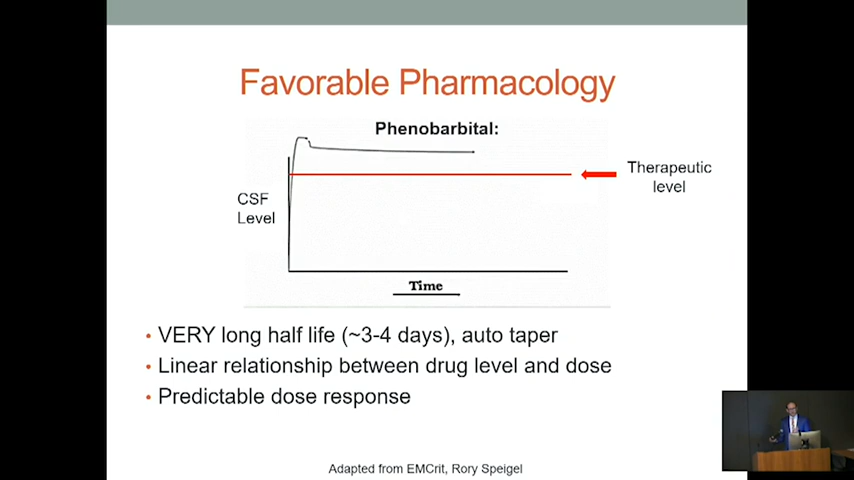 Favorable Pharmacology
Phenobarbital:
Therapeutic
level
CSF
Level
Time
• VERY long half life (~3-4 days), auto taper
• Linear relationship between drug level and dose
• Predictable dose response
Adapted from EMCrit, Rory Speigel